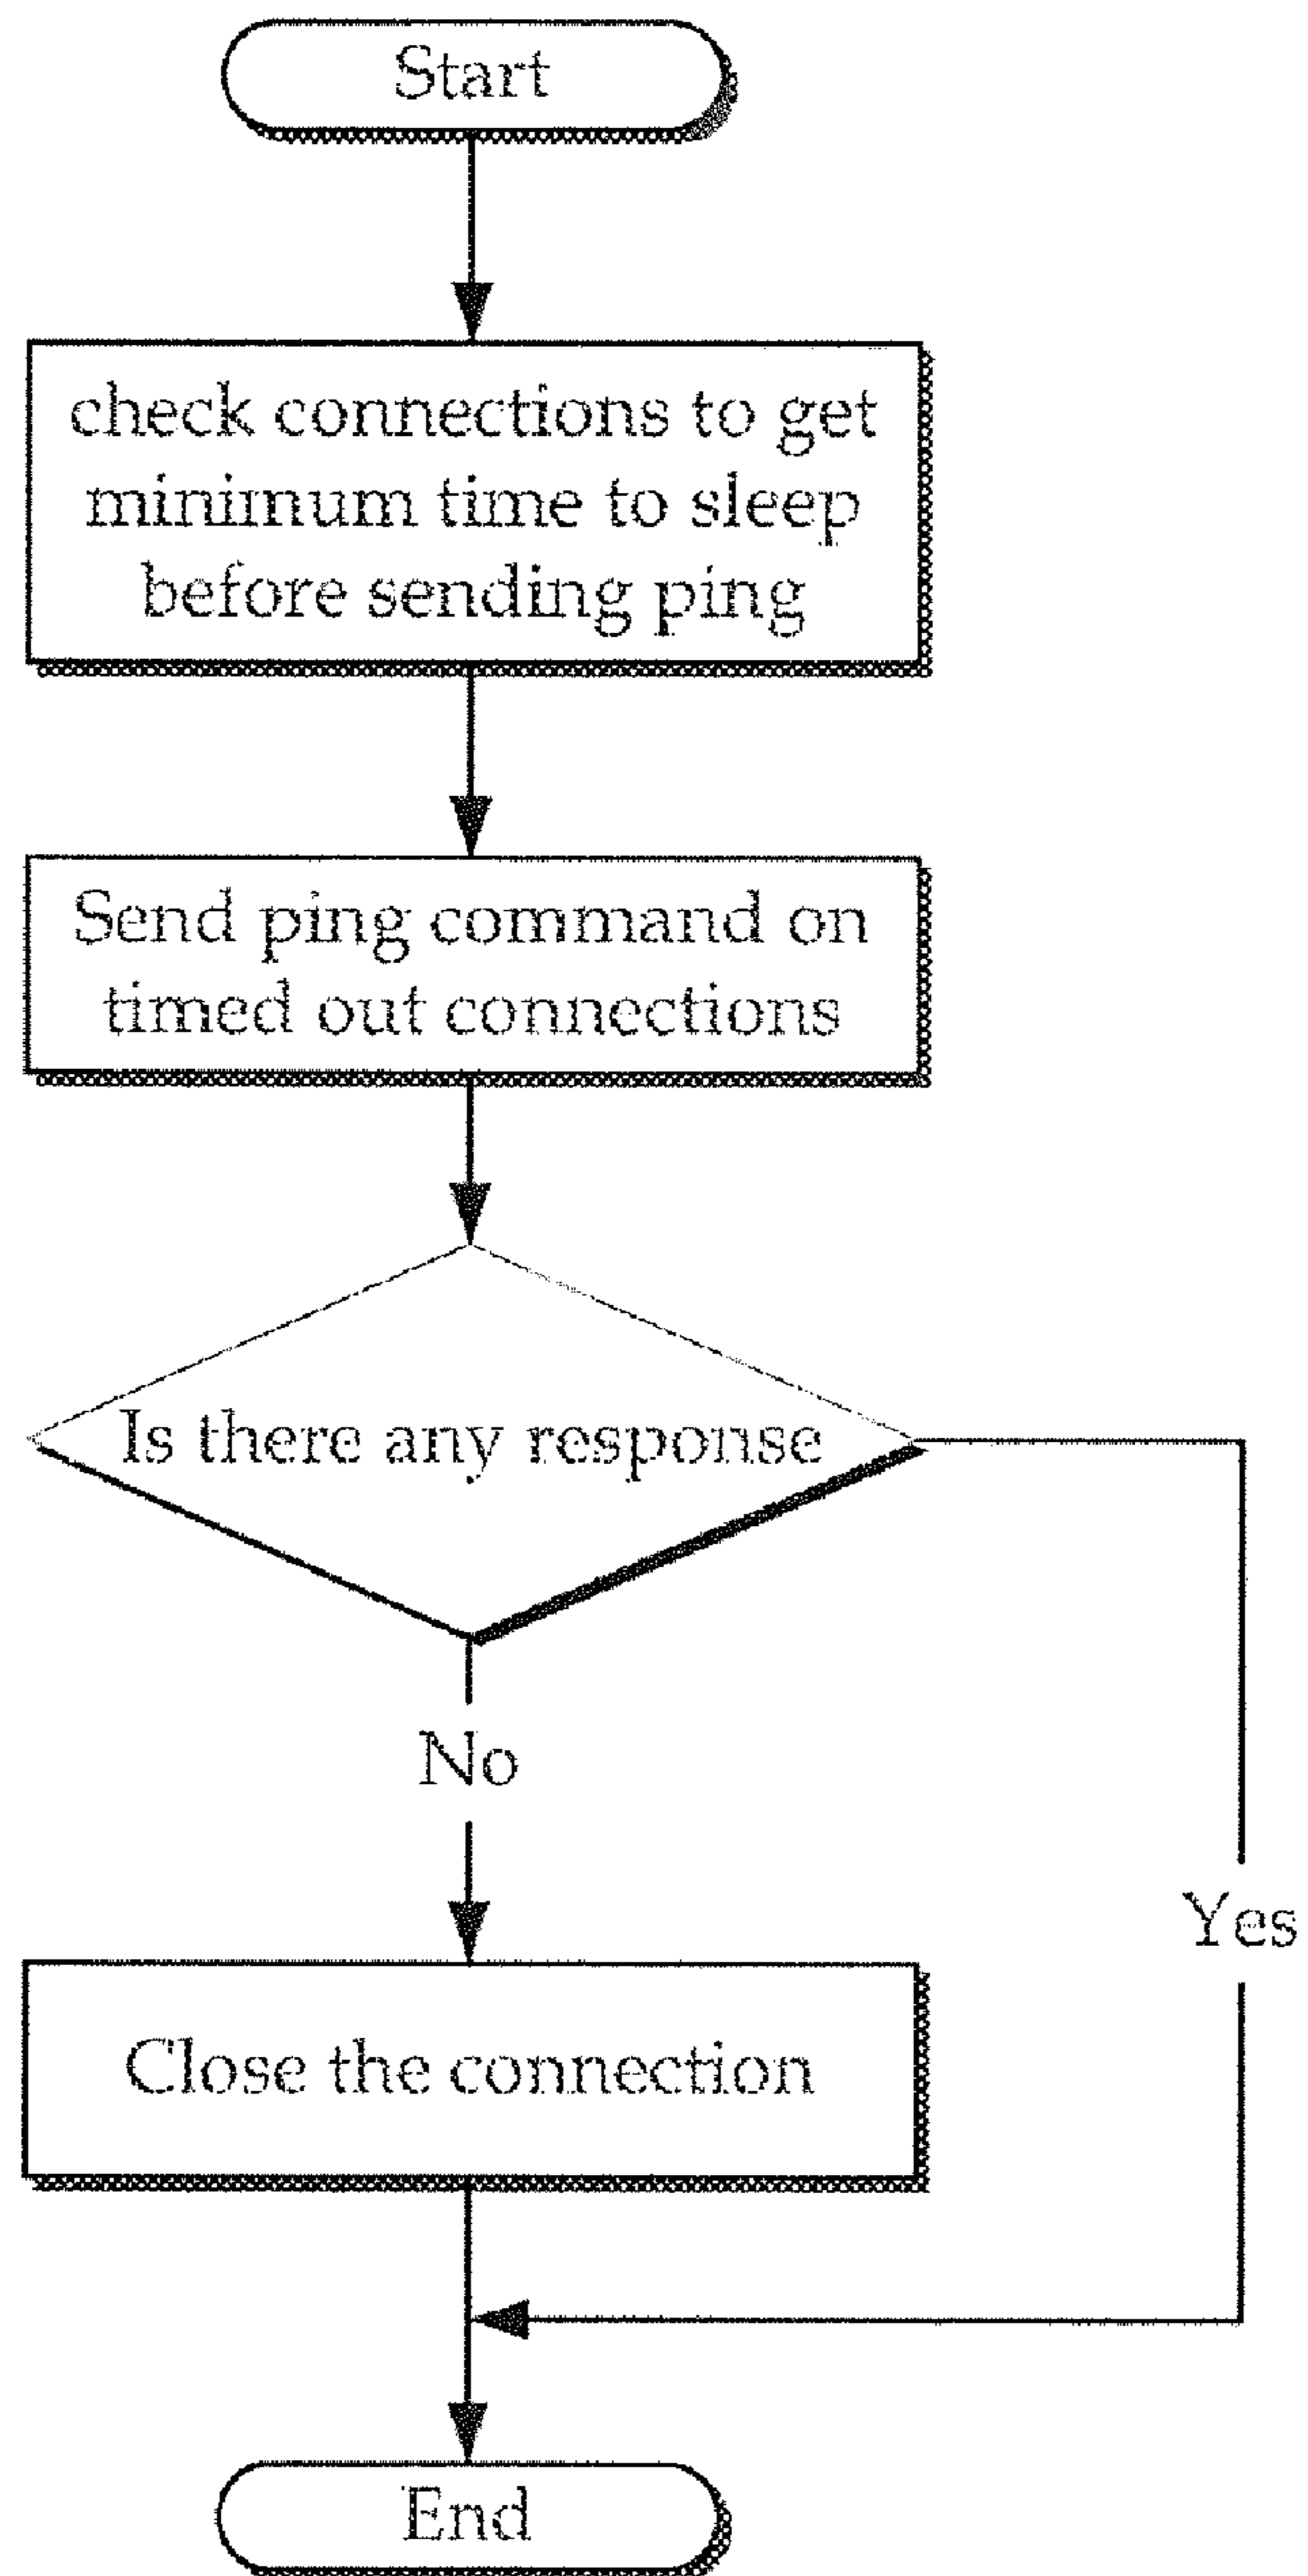 Start
check connections to get
minimum time to sleep
before sending ping
Send ping command on
timed out connections
Is there any response
No
Yes
Close the connection
End